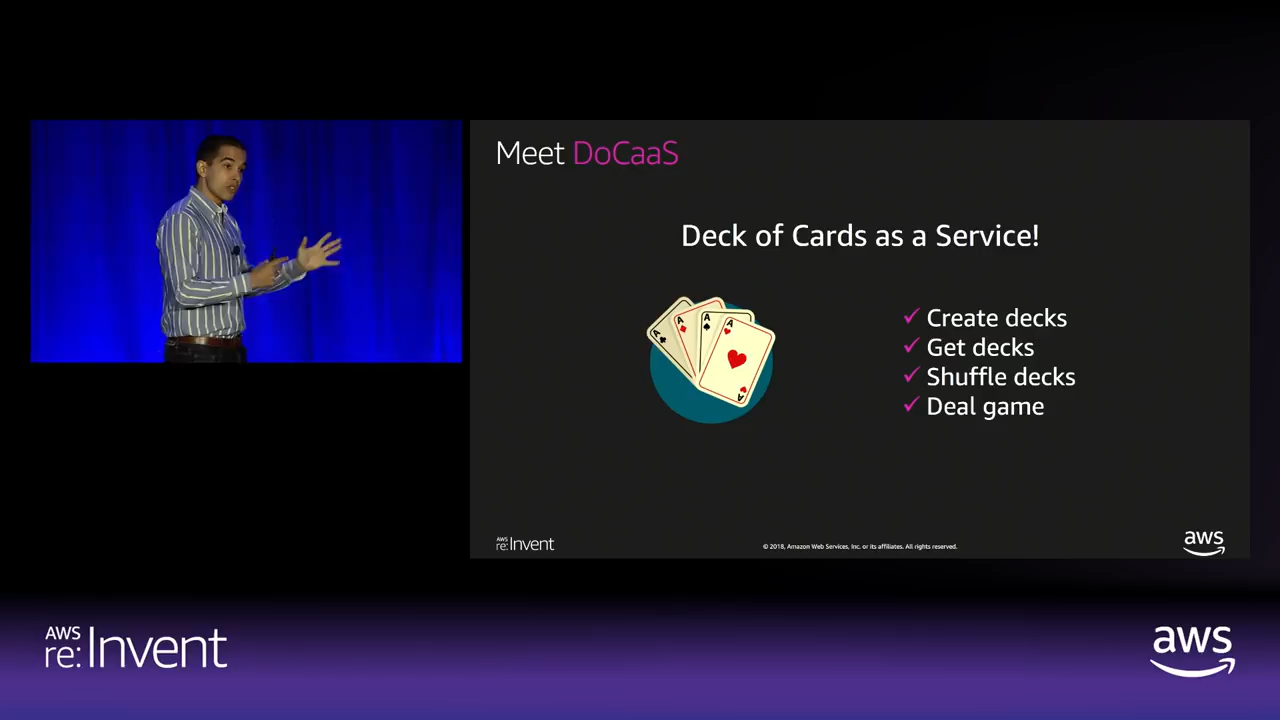 Meet DoCaaS
Deck of Cards as a Service!
A
A
A
A
A
✓ Create decks
✓ Get decks
✓ Shuffle decks
✓ Deal game
AWS
re:Invent
© 2018, Amazon Web Services, Inc. or its affiliates. All rights reserved.
aws
AWS
re:Invent
aws